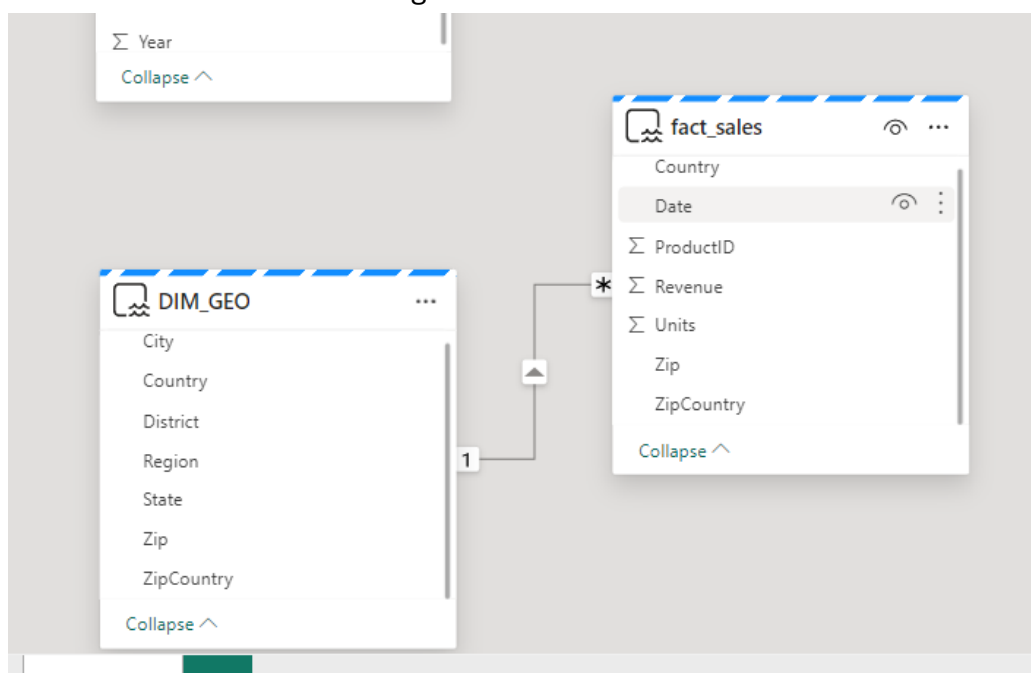 Σ Year
Collapse
fact_sales
Country
Date
Σ ProductID
Σ Revenue
Σ Units
Zip
ZipCountry
Collapse
DIM_GEO
City
Country
District
Region
State
Zip
ZipCountry
Collapse
1
*